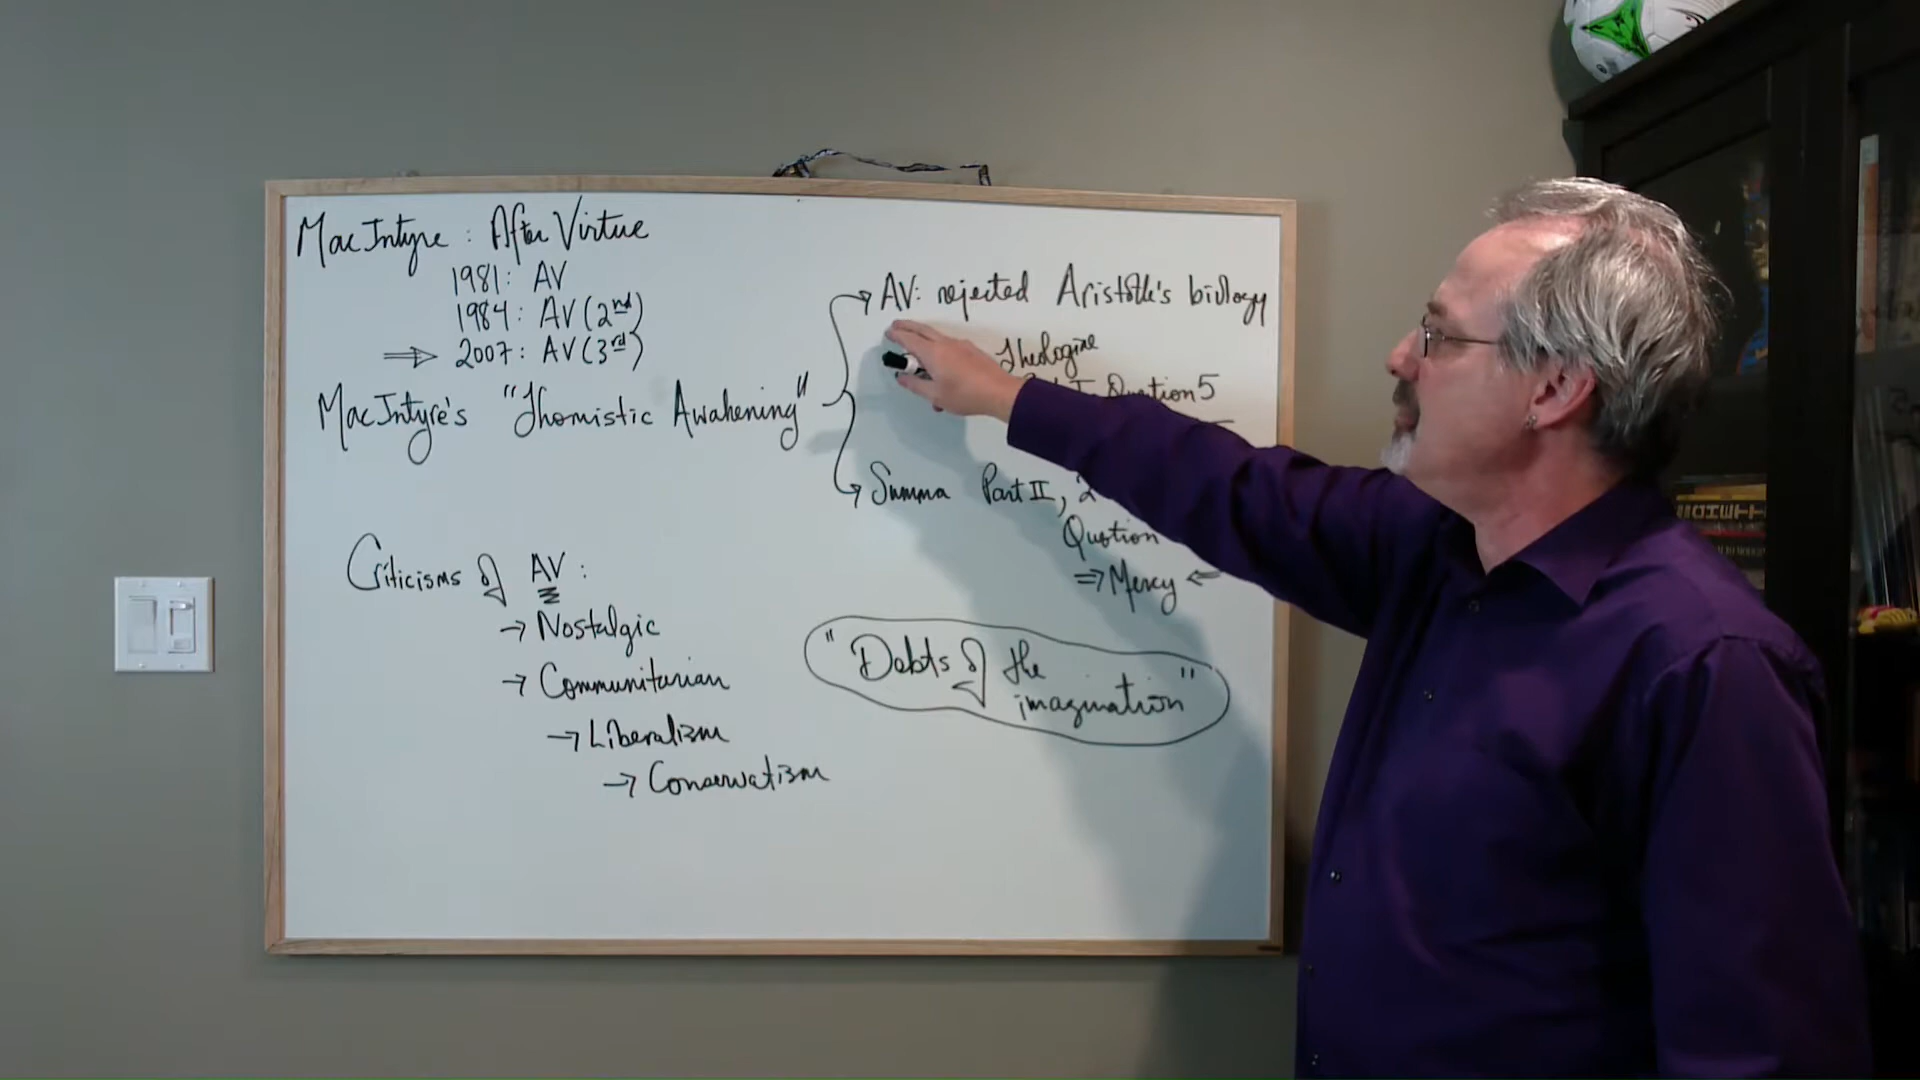 MacIntyre: After Virtue
1981: AV
1984: AV (2nd)
⇒ 2007: AV (3rd)
MacIntyre's "Thomistic Awakening"
→ AV: rejected Aristotle's biology
Theologiae
I, Question 5
→ Summa Part II, 2
Question
⇒ Mercy ⇐
Criticisms of AV:
→ Nostalgic
→ Communitarian
→ Liberalism
→ Conservatism
"Debts of the
imagination"